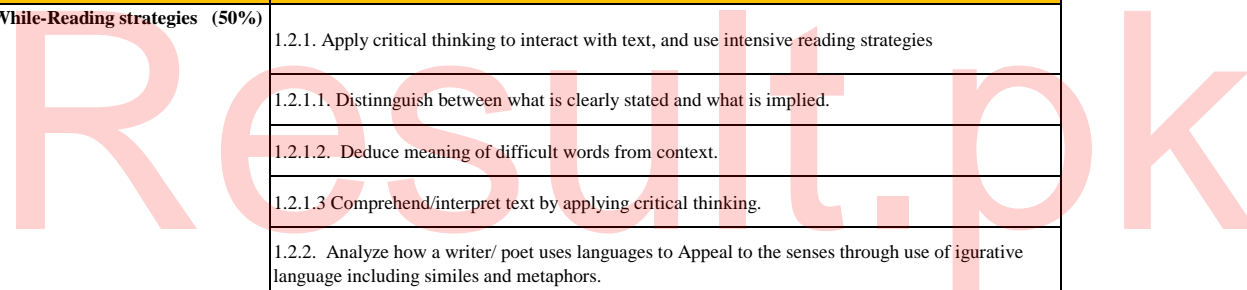 While-Reading strategies (50%)
1.2.1. Apply critical thinking to interact with text, and use intensive reading strategies
1.2.1.1. Distinnguish between what is clearly stated and what is implied.
1.2.1.2. Deduce meaning of difficult words from context.
1.2.1.3 Comprehend/interpret text by applying critical thinking.
1.2.2. Analyze how a writer/ poet uses languages to Appeal to the senses through use of igurative
language including similes and metaphors.
Result.pk